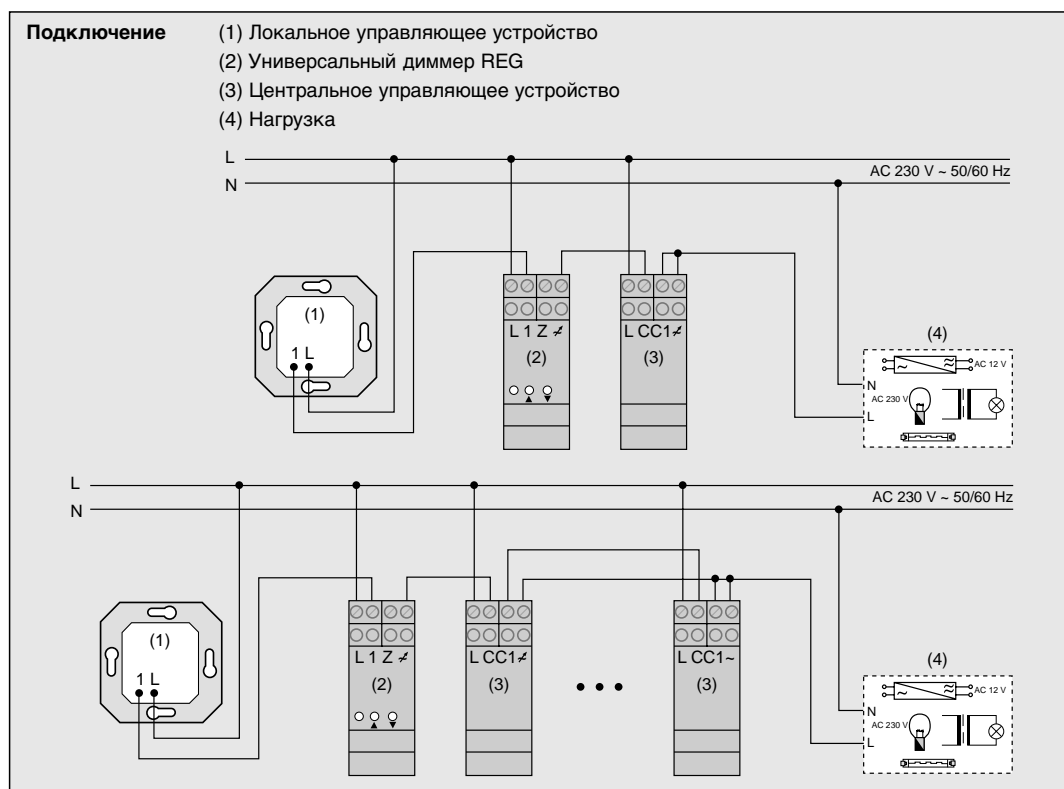 Подключение
(1) Локальное управляющее устройство
(2) Универсальный диммер REG
(3) Центральное управляющее устройство
(4) Нагрузка
L
N
AC 230 V ~ 50/60 Hz
(1)
1 L
L 1 Z
(2)
L CC1
(3)
(4)
AC 12 V
N
AC 230 V
L
L
N
AC 230 V ~ 50/60 Hz
(1)
1 L
L 1 Z
(2)
L CC1
(3)
L CC1~
(3)
(4)
AC 12 V
N
AC 230 V
L